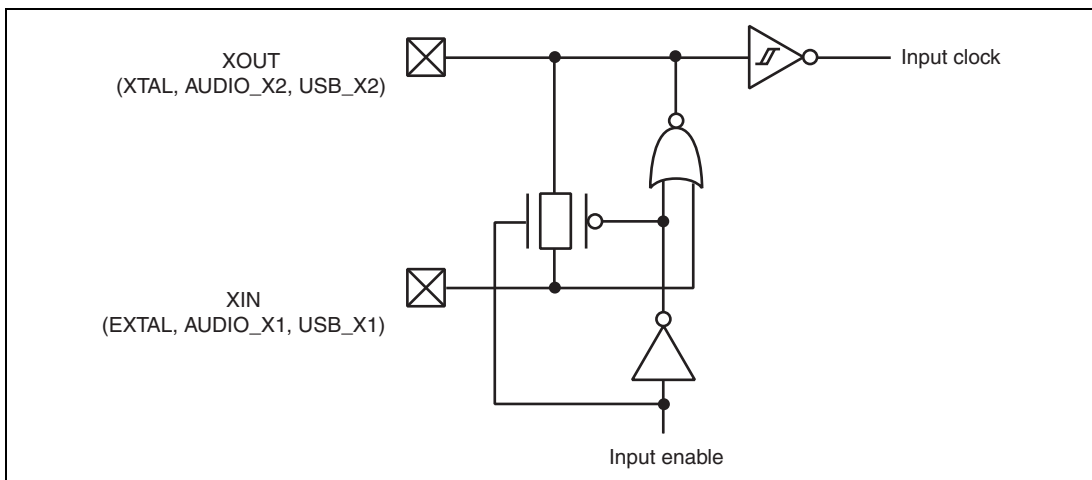 XOUT
(XTAL, AUDIO_X2, USB_X2)
Input clock
XIN
(EXTAL, AUDIO_X1, USB_X1)
Input enable